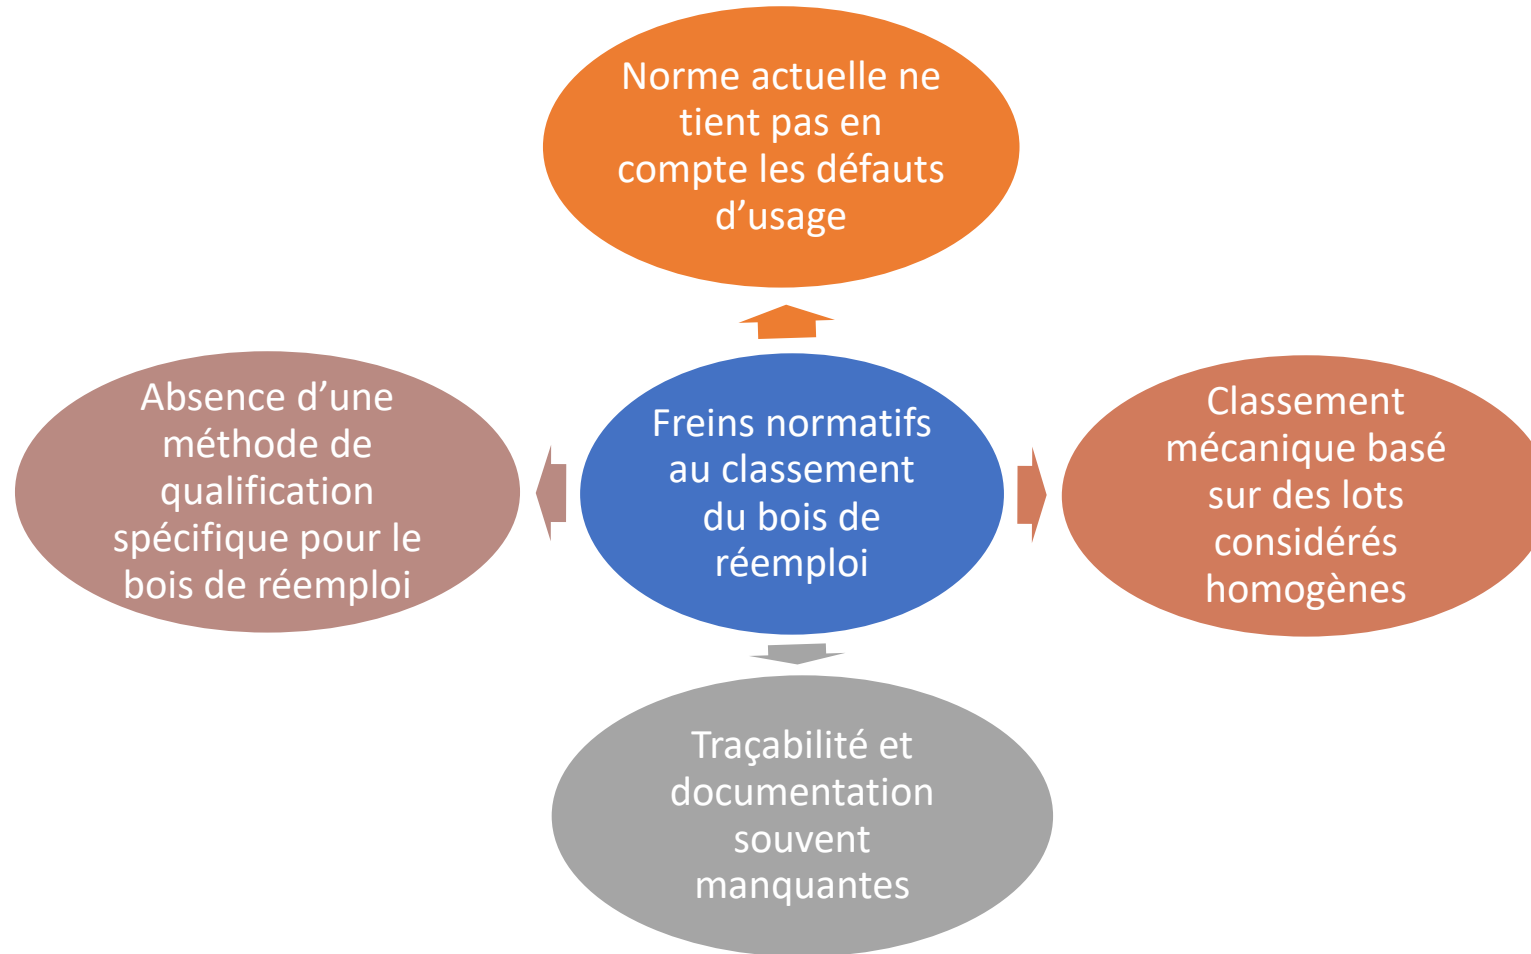 Norme actuelle ne
tient pas en
compte les défauts
d’usage
Absence d’une
méthode de
qualification
spécifique pour le
bois de réemploi
Freins normatifs
au classement
du bois de
réemploi
Classement
mécanique basé
sur des lots
considérés
homogènes
Traçabilité et
documentation
souvent
manquantes